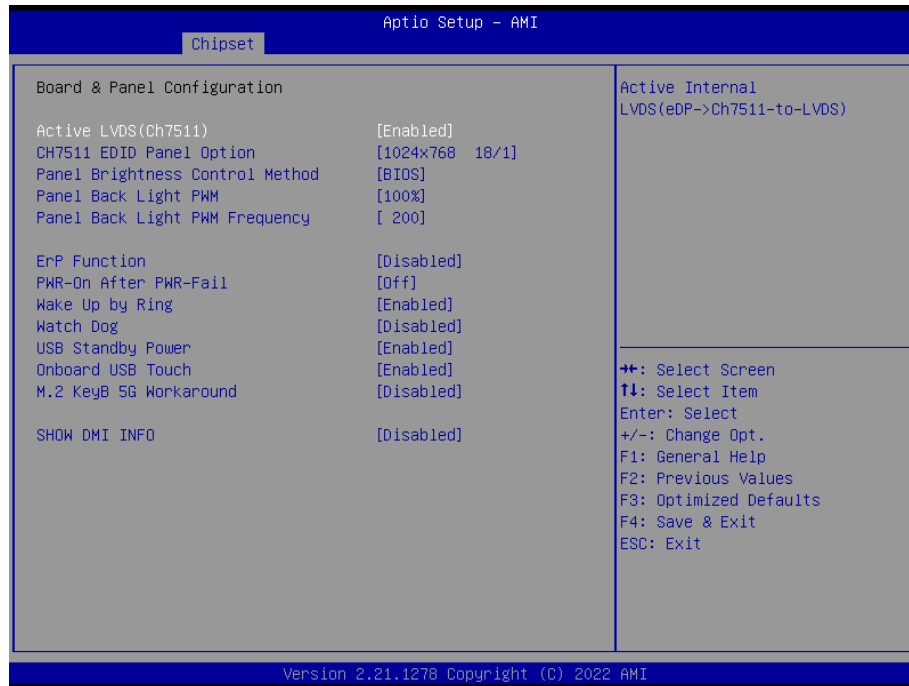 Aptio Setup – AMI
Chipset
Board & Panel Configuration
Active LVDS(Ch7511) [Enabled]
CH7511 EDID Panel Option [1024x768  18/1]
Panel Brightness Control Method [BIOS]
Panel Back Light PWM [100%]
Panel Back Light PWM Frequency [ 200]
ErP Function [Disabled]
PWR-On After PWR-Fail [Off]
Wake Up by Ring [Enabled]
Watch Dog [Disabled]
USB Standby Power [Enabled]
Onboard USB Touch [Enabled]
M.2 KeyB 5G Workaround [Disabled]
SHOW DMI INFO [Disabled]
Active Internal
LVDS(eDP->Ch7511-to-LVDS)
→←: Select Screen
↑↓: Select Item
Enter: Select
+/-: Change Opt.
F1: General Help
F2: Previous Values
F3: Optimized Defaults
F4: Save & Exit
ESC: Exit
Version 2.21.1278 Copyright (C) 2022 AMI